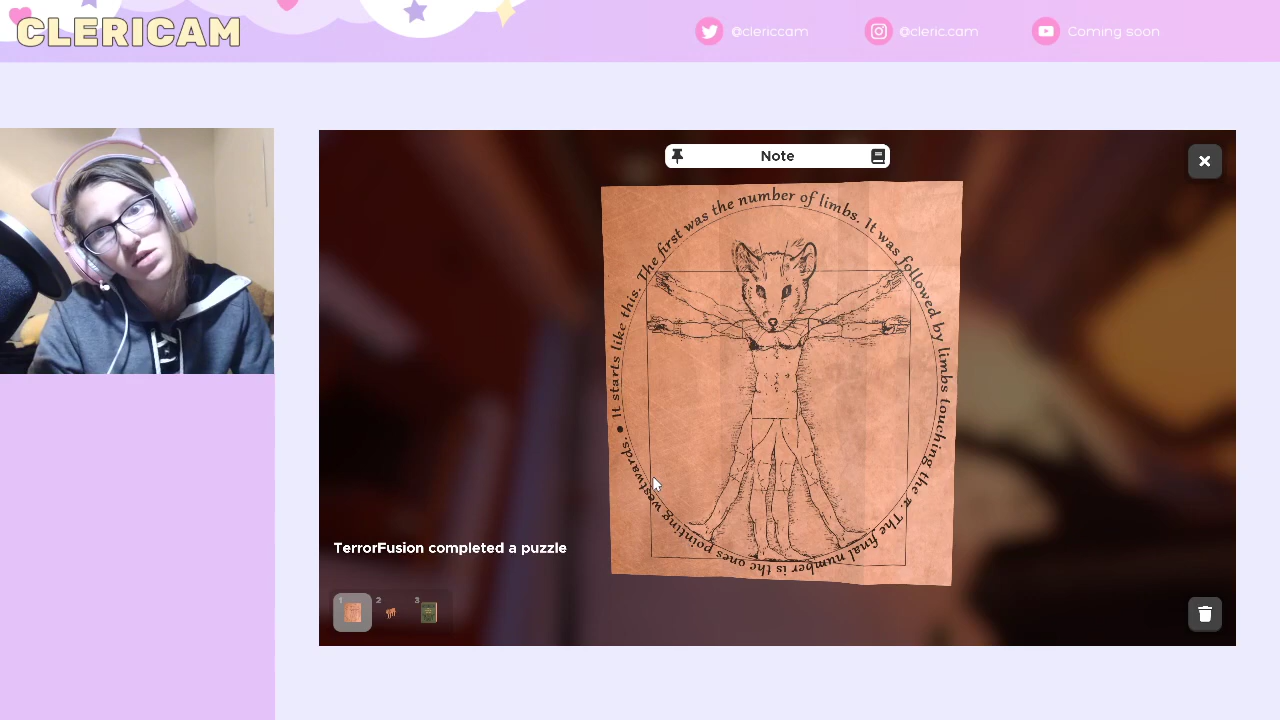 CLERICAM
@clericcam
@cleric.cam
Coming soon
Note
● It starts like this. The first was the number of limbs. It was followed by limbs touching the π. The final number is the ones pointing westwards.
TerrorFusion completed a puzzle
1
2
3